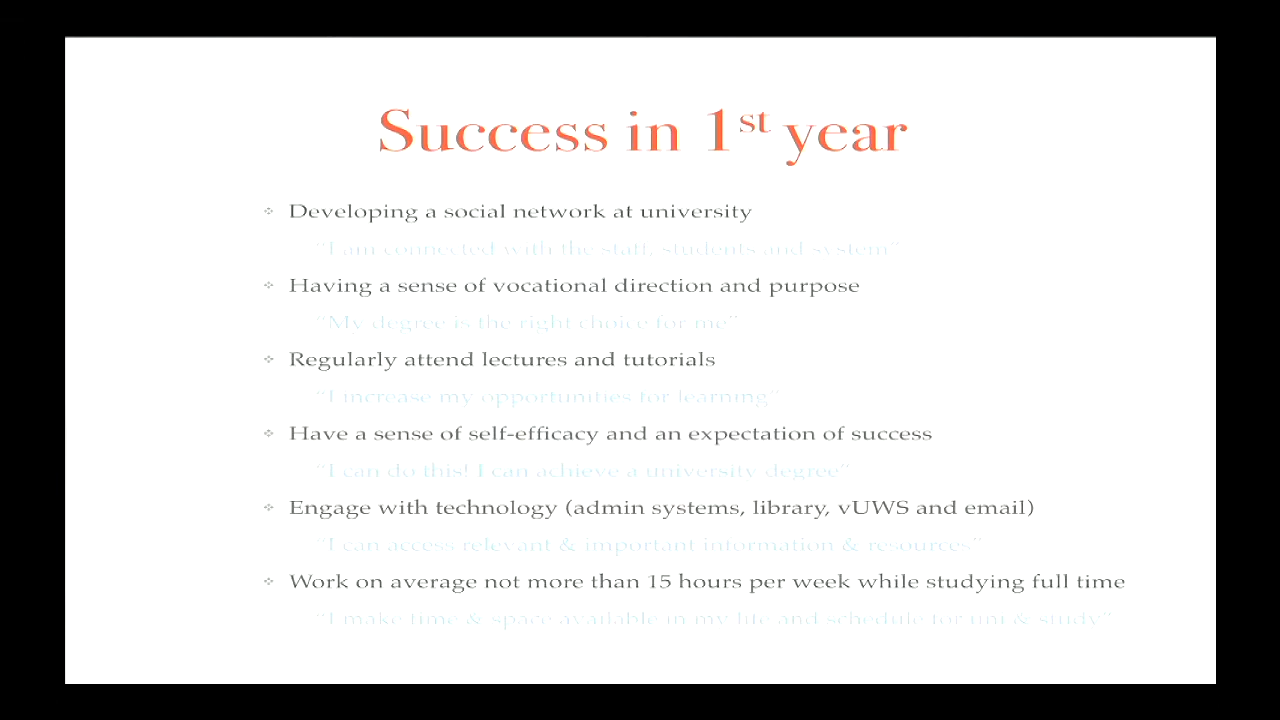 Success in 1st year
Developing a social network at university
"I am connected with the staff, students and system"
Having a sense of vocational direction and purpose
"My degree is the right choice for me"
Regularly attend lectures and tutorials
"I increase my opportunities for learning"
Have a sense of self-efficacy and an expectation of success
"I can do this! I can achieve a university degree"
Engage with technology (admin systems, library, vUWS and email)
"I can access relevant & important information & resources"
Work on average not more than 15 hours per week while studying full time
"I make time & space available in my life and schedule for uni & study"